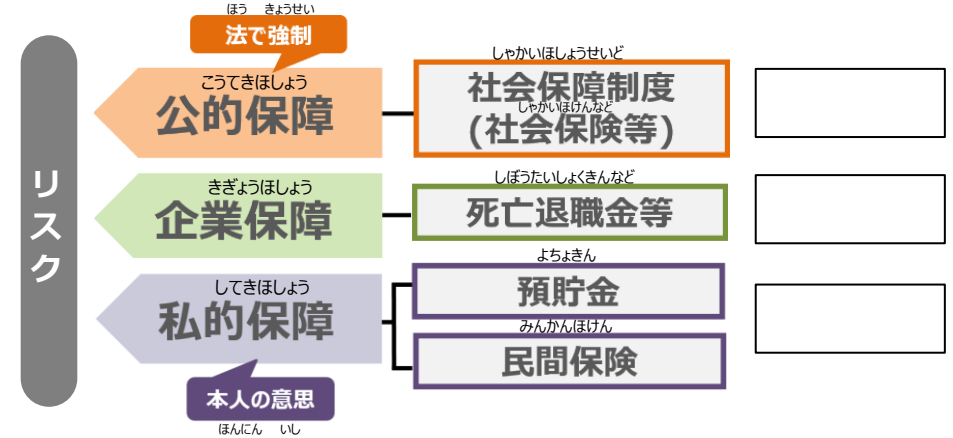 ほう きょうせい
法で強制
リスク
こうてきほしょう
公的保障
しゃかいほしょうせいど
社会保障制度
しゃかいほけんなど
(社会保険等)
きぎょうほしょう
企業保障
しぼうたいしょくきんなど
死亡退職金等
してきほしょう
私的保障
よちょきん
預貯金
みんかんほけん
民間保険
本人の意思
ほんにん いし